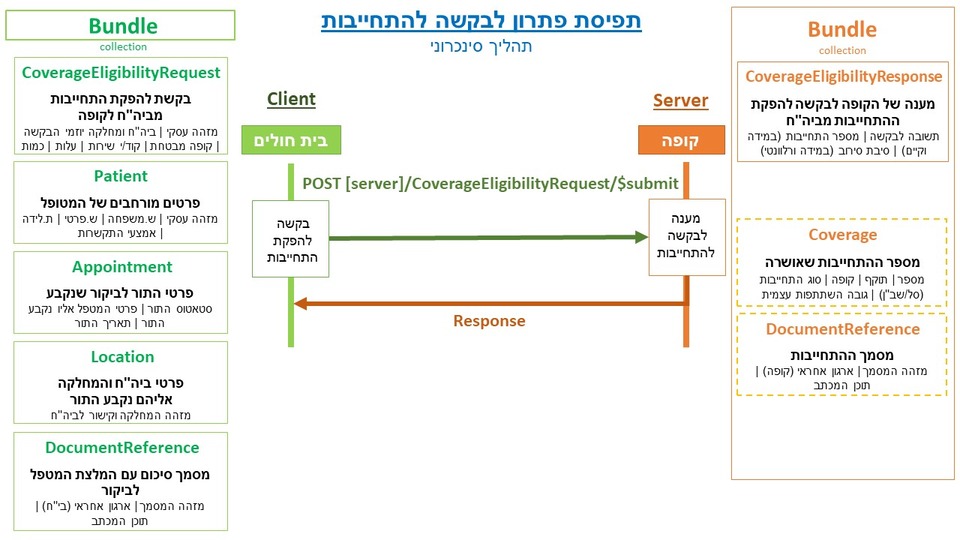 תפיסת פתרון לבקשה להתחייבות
תהליך סינכרוני
Bundle
collection
CoverageEligibilityRequest
בקשת להפקת התחייבות
מביה"ח לקופה
מזהה עסקי | ביה"ח ומחלקה יוזמי הבקשה
| קופה מבטחת | קוד/י שירות | עלות | כמות
Patient
פרטים מורחבים של המטופל
מזהה עסקי | ש.משפחה | ש.פרטי | ת.לידה
| אמצעי התקשרות
Appointment
פרטי התור לביקור שנקבע
סטאטוס התור | פרטי המטפל אליו נקבע
התור | תאריך התור
Location
פרטי ביה"ח והמחלקה
אליהם נקבע התור
מזהה המחלקה וקישור לביה"ח
DocumentReference
מסמך סיכום עם המלצת המטפל
לביקור
מזהה המסמך | ארגון אחראי (בי"ח) |
תוכן המכתב
Client
בית חולים
Server
קופה
POST [server]/CoverageEligibilityRequest/$submit
בקשה
להפקת
התחייבות
מענה
לבקשה
להתחייבות
Response
Bundle
collection
CoverageEligibilityResponse
מענה של הקופה לבקשה להפקת
ההתחייבות מביה"ח
תשובה לבקשה | מספר התחייבות (במידה
וקיים) | סיבת סירוב (במידה ורלוונטי)
Coverage
מספר ההתחייבות שאושרה
מספר | תוקף | קופה | סוג התחייבות
(סל/שב"ן) | גובה השתתפות עצמית
DocumentReference
מסמך ההתחייבות
מזהה המסמך | ארגון אחראי (קופה) |
תוכן המכתב